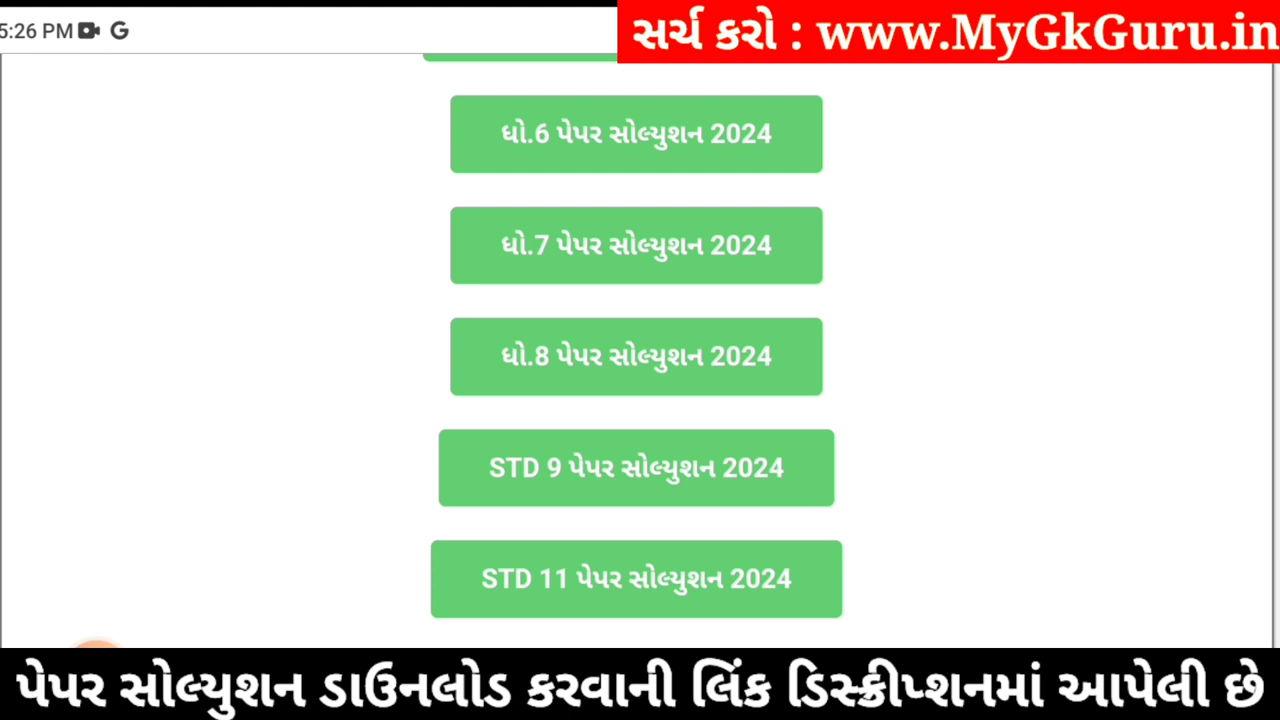 5:26 PM
સર્ચ કરો : www.MyGkGuru.in
ધો.6 પેપર સોલ્યુશન 2024
ધો.7 પેપર સોલ્યુશન 2024
ધો.8 પેપર સોલ્યુશન 2024
STD 9 પેપર સોલ્યુશન 2024
STD 11 પેપર સોલ્યુશન 2024
પેપર સોલ્યુશન ડાઉનલોડ કરવાની લિંક ડિસ્ક્રીપ્શનમાં આપેલી છે